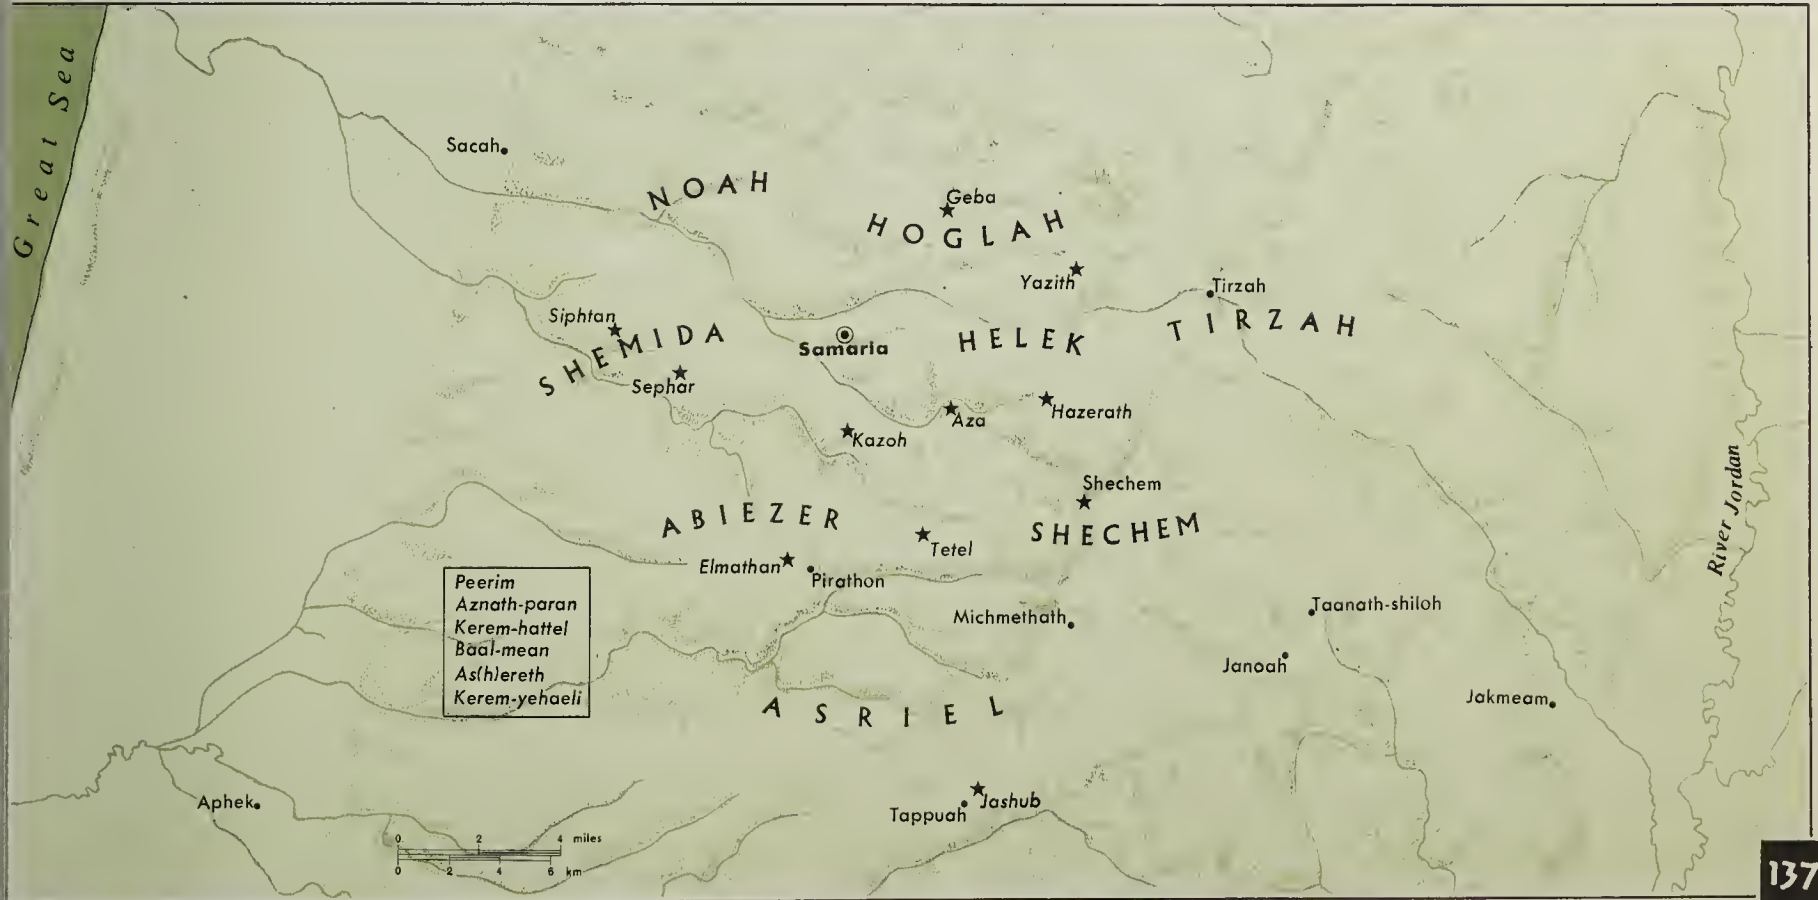 Great Sea
Sacah
NOAH
Geba
HOGLAH
Yazith
Tirzah
TIRZAH
Siphtan
SHEMIDA
Samaria
HELEK
Sephar
Kazoh
Aza
Hazerath
Shechem
SHECHEM
ABIEZER
Tetel
Elmathan
Pirathon
River Jordan
Peerim
Aznath-paran
Kerem-hattel
Baal-mean
As(h)ereth
Kerem-yehaeli
Michmethath
Taanath-shiloh
Janoah
Jakmeam
ASRIEL
Aphek
Jashub
Tappuah
0 2 4 miles
0 2 4 6 km
137